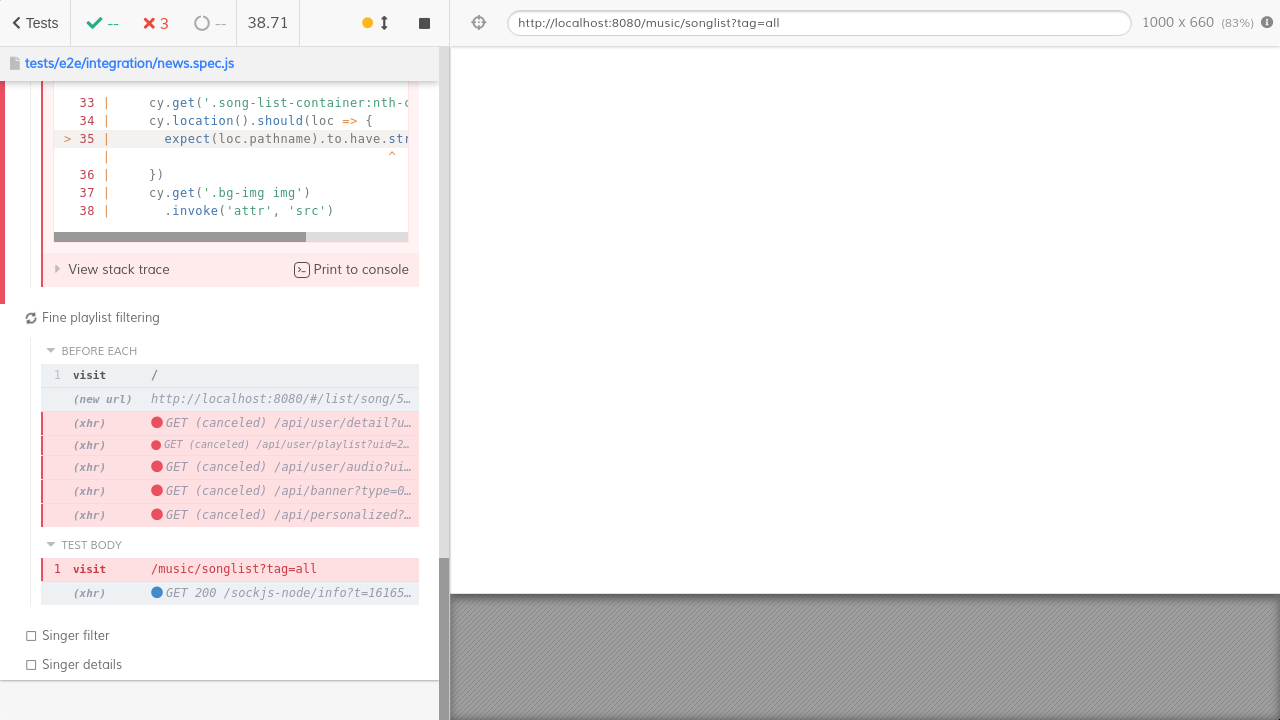 Tests -- 3 -- 38.71
http://localhost:8080/music/songlist?tag=all 1000 x 660 (83%)
tests/e2e/integration/news.spec.js
33 | cy.get('.song-list-container:nth-c
34 | cy.location().should(loc => {
> 35 | expect(loc.pathname).to.have.str
| ^
36 | })
37 | cy.get('.bg-img img')
38 | .invoke('attr', 'src')
View stack trace Print to console
Fine playlist filtering
BEFORE EACH
1 visit /
(new url) http://localhost:8080/#/list/song/5…
(xhr) GET (canceled) /api/user/detail?u…
(xhr) GET (canceled) /api/user/playlist?uid=2…
(xhr) GET (canceled) /api/user/audio?ui…
(xhr) GET (canceled) /api/banner?type=0…
(xhr) GET (canceled) /api/personalized?…
TEST BODY
1 visit /music/songlist?tag=all
(xhr) GET 200 /sockjs-node/info?t=16165…
Singer filter
Singer details